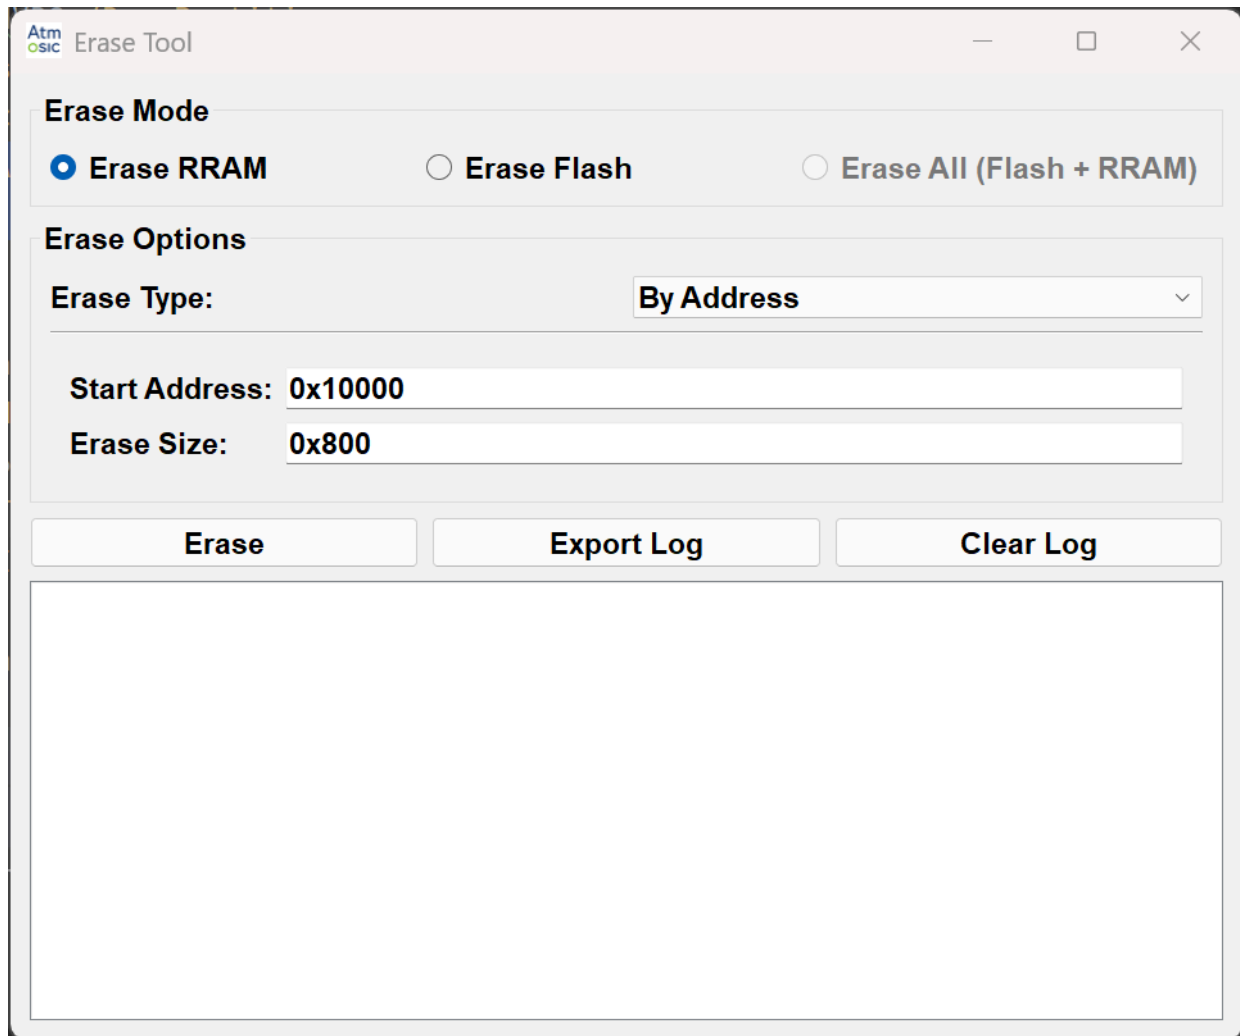 Atm
osic
Erase Tool
Erase Mode
Erase RRAM Erase Flash Erase All (Flash + RRAM)
Erase Options
Erase Type: By Address
Start Address: 0x10000
Erase Size: 0x800
Erase Export Log Clear Log